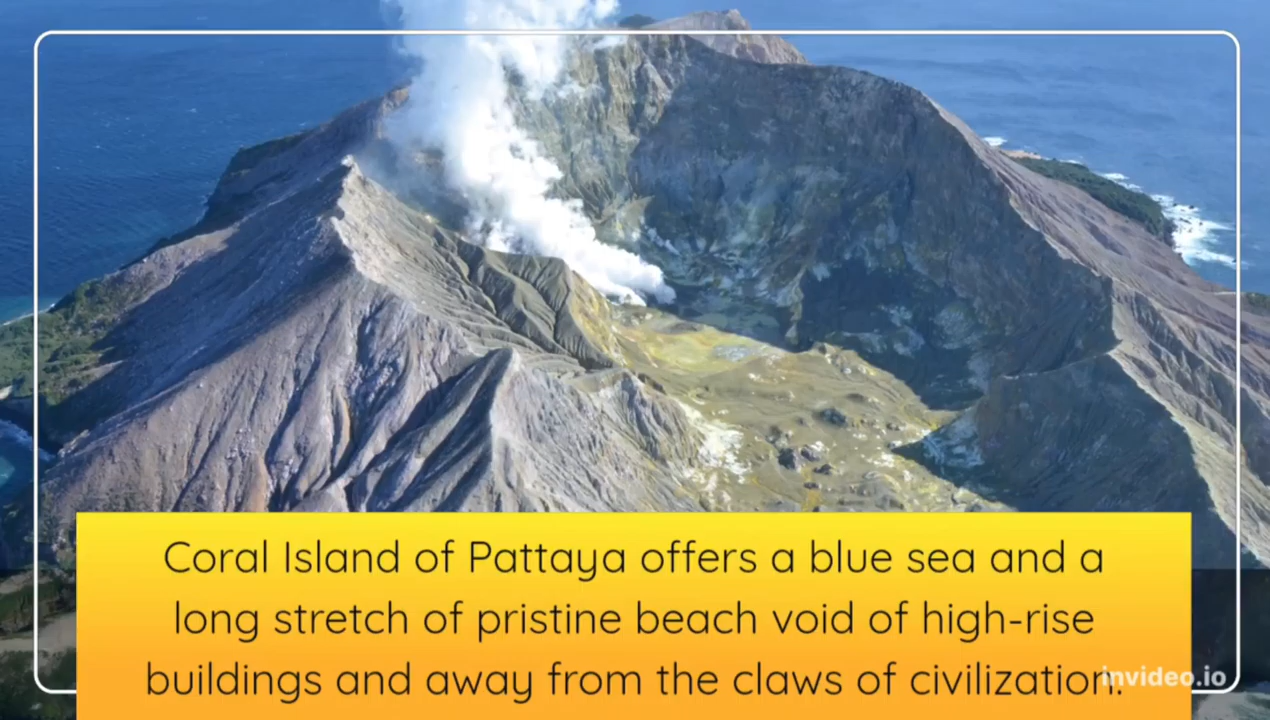 Coral Island of Pattaya offers a blue sea and a
long stretch of pristine beach void of high-rise
buildings and away from the claws of civilization.
invideo.io